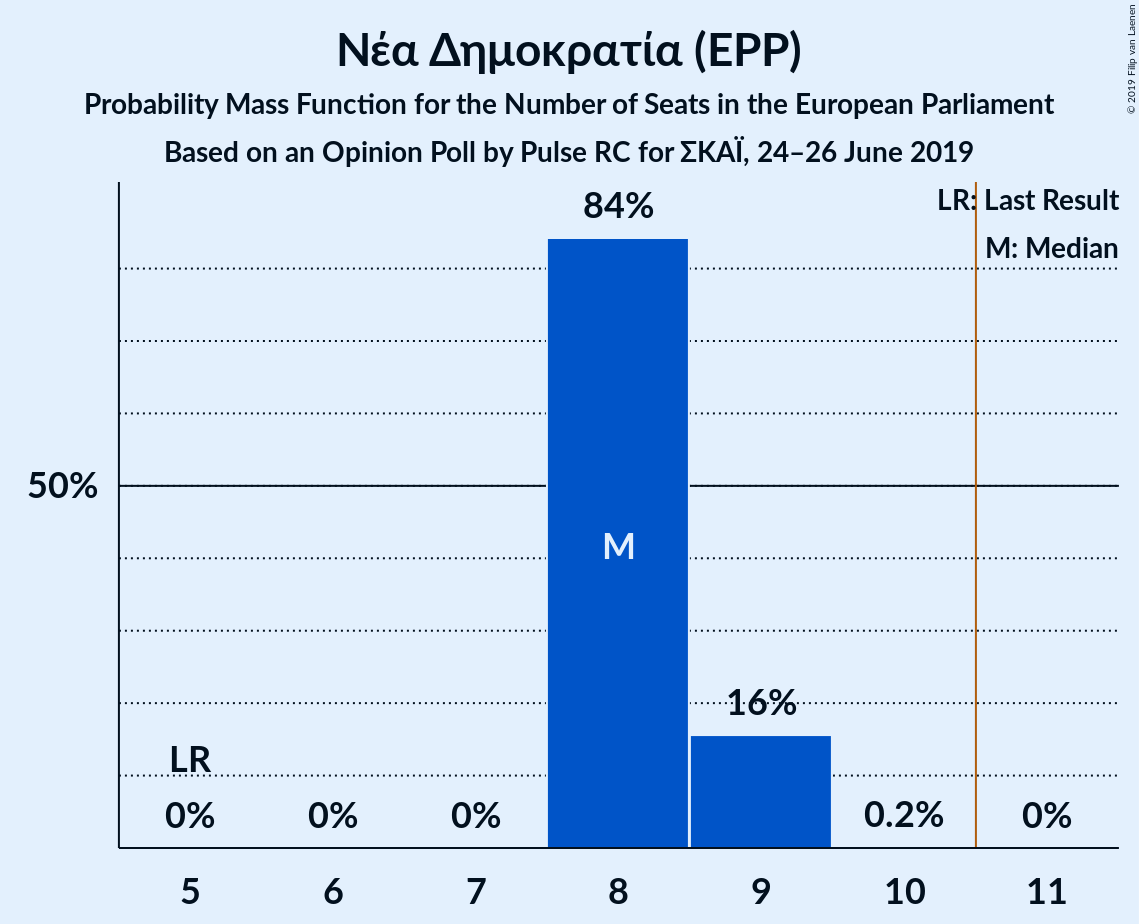 Νέα Δημοκρατία (EPP)
Probability Mass Function for the Number of Seats in the European Parliament
Based on an Opinion Poll by Pulse RC for ΣΚΑΪ, 24–26 June 2019
© 2019 Filip van Laenen
LR: Last Result
M: Median
84%
50%
M
16%
LR
0%
0%
0%
0.2%
0%
5
6
7
8
9
10
11